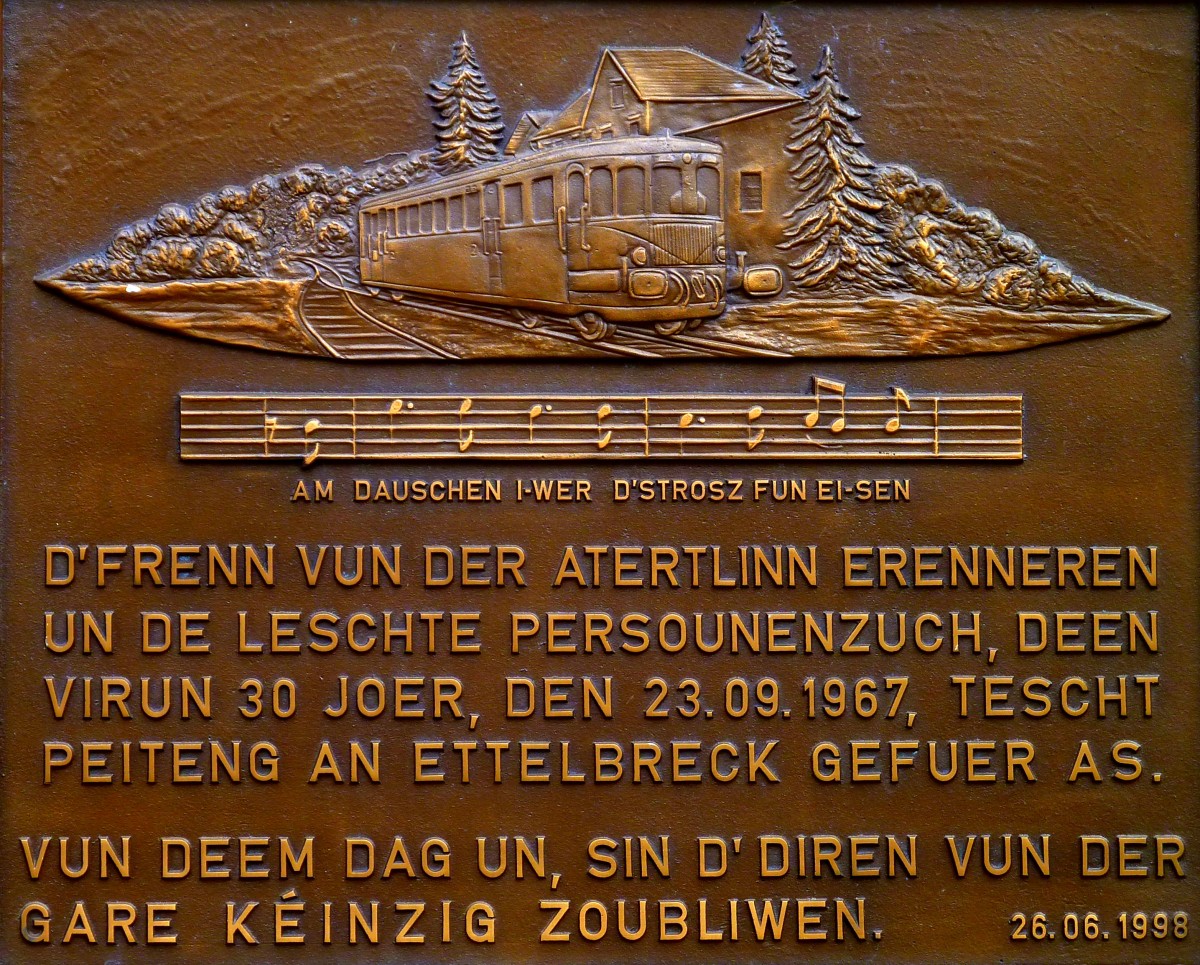 AM DAUSCHEN I-WER D'STROSZ FUN EI-SEN
D'FRENN VUN DER ATERTLINN ERENNEREN
UN DE LESCHTE PERSOUNENZUCH, DEEN
VIRUN 30 JOER, DEN 23.09.1967, TESCHT
PEITENG AN ETTELBRECK GEFUER AS.
VUN DEEM DAG UN, SIN D'DIREN VUN DER
GARE KÉINZIG ZOUBLIWEN. 26.06.1998